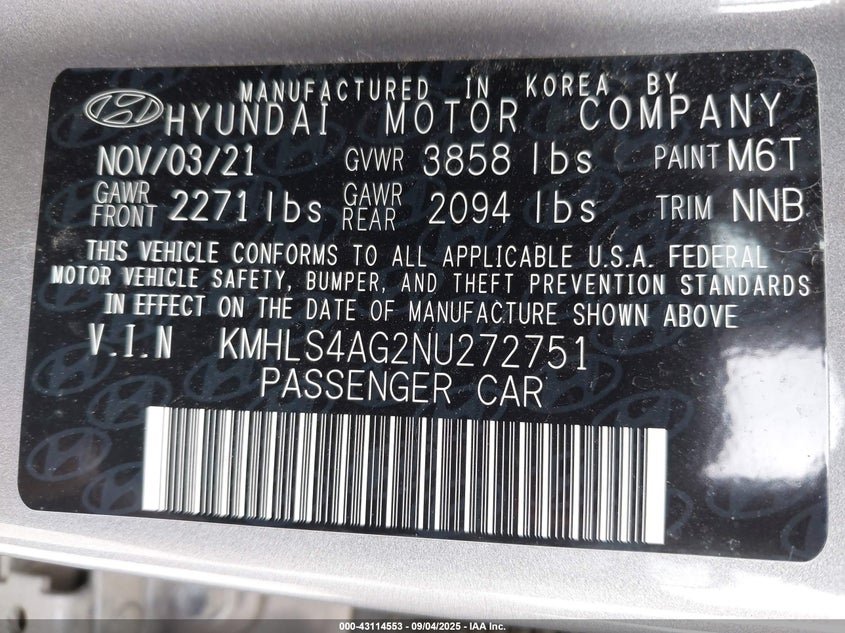 MANUFACTURED IN KOREA BY
HYUNDAI MOTOR COMPANY
NOV/03/21 GVWR 3858 lbs PAINT M6T
GAWR FRONT 2271 lbs GAWR REAR 2094 lbs TRIM NNB
THIS VEHICLE CONFORMS TO ALL APPLICABLE U.S.A. FEDERAL
MOTOR VEHICLE SAFETY, BUMPER, AND THEFT PREVENTION STANDARDS
IN EFFECT ON THE DATE OF MANUFACTURE SHOWN ABOVE
V.I.N KMHLS4AG2NU272751
PASSENGER CAR
000-43114553 - 09/04/2025 - IAA Inc.